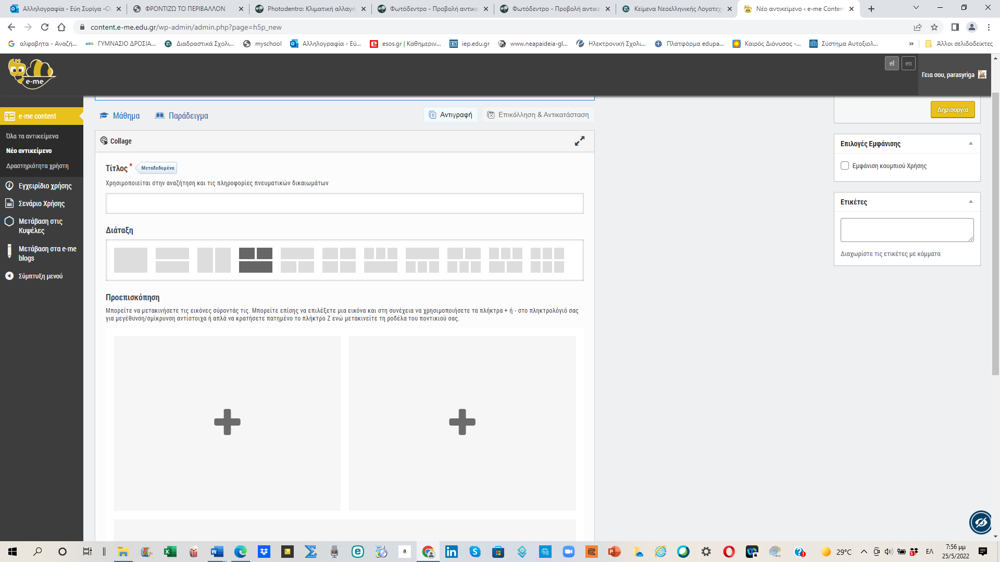 Αλληλογραφία - Εύη Συρίγα -Ou
ΦΡΟΝΤΙΖΩ ΤΟ ΠΕΡΙΒΑΛΛΟΝ
Photodentro: Κλιματική αλλαγή
Φωτόδεντρο - Προβολή αντικει
Φωτόδεντρο - Προβολή αντικε
Κείμενα Νεοελληνικής Λογοτεχν
Νέο αντικείμενο ‹ e-me Conten
content.e-me.edu.gr/wp-admin/admin.php?page=h5p_new
αλφαβητα - Αναζή...
ΓΥΜΝΑΣΙΟ ΔΡΟΣΙΑ...
Διαδραστικά Σχολι...
myschool
Αλληλογραφία - Εύ...
esos.gr | Καθημεριν...
iep.edu.gr
www.neapaideia-gl...
Ηλεκτρονική Σχολι...
Πλατφόρμα edupa...
Καιρός Διόνυσος -...
Σύστημα Αυτοξιολ...
»
Άλλοι σελιδοδείκτες
e-me
el
en
Γεια σου, parasyriga
e-me content
Όλα τα αντικείμενα
Νέο αντικείμενο
Δραστηριότητα χρήστη
Εγχειρίδιο χρήσης
Σενάριο Χρήσης
Μετάβαση στις
Κυψέλες
Μετάβαση στα e-me
blogs
Σύμπτυξη μενού
Μάθημα
Παράδειγμα
Αντιγραφή
Επικόλληση & Αντικατάσταση
Collage
Τίτλος *
Μεταδεδομένα
Χρησιμοποιείται στην αναζήτηση και τις πληροφορίες πνευματικών δικαιωμάτων
Διάταξη
Προεπισκόπηση
Μπορείτε να μετακινήσετε τις εικόνες σύροντάς τις. Μπορείτε επίσης να επιλέξετε μια εικόνα και στη συνέχεια να χρησιμοποιήσετε τα πλήκτρα + ή - στο πληκτρολόγιό σας
για μεγέθυνση/σμίκρυνση αντίστοιχα ή απλά να κρατήσετε πατημένο το πλήκτρο Z ενώ μετακινείτε τη ροδέλα του ποντικιού σας.
Δημιουργία
Επιλογές Εμφάνισης
Εμφάνιση κουμπιού Χρήσης
Ετικέτες
Διαχωρίστε τις ετικέτες με κόμματα
29°C
ΕΛ
7:56 μμ
25/5/2022